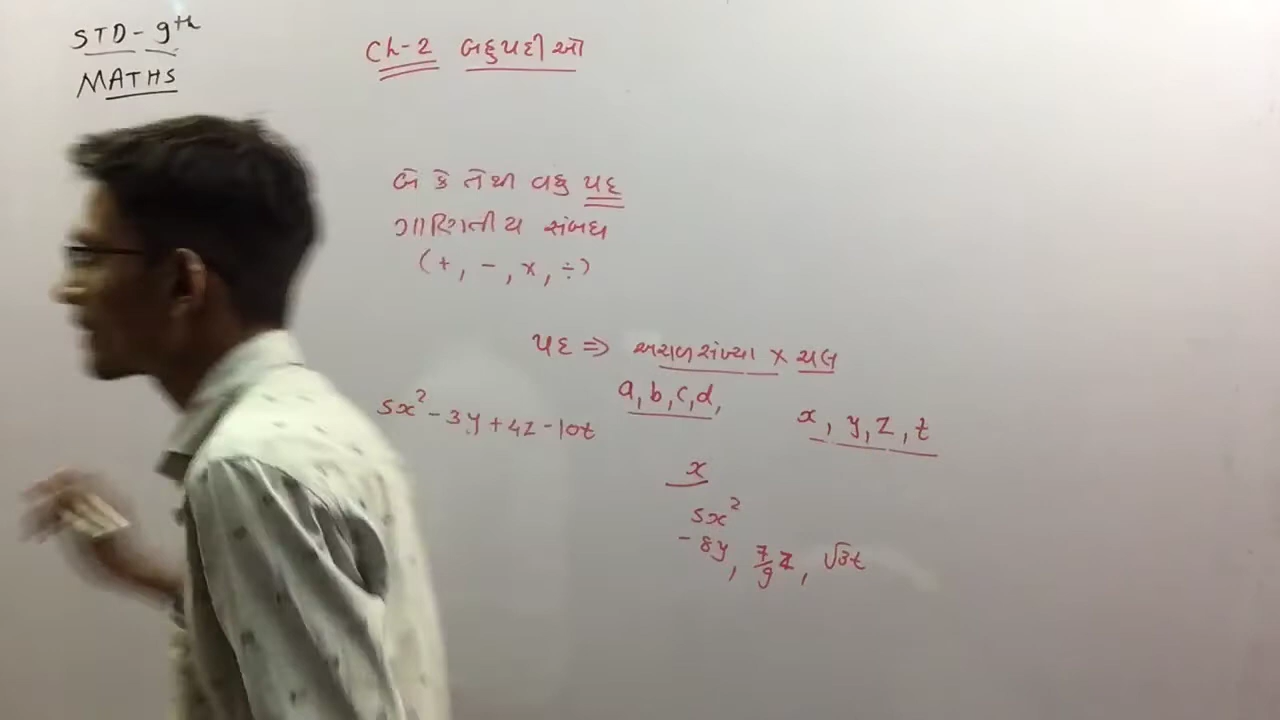 STD - 9th
MATHS
Ch-2 બહુપદીઓ
બે કે તેથી વધુ પદ
ગાણિતીય સંબધ
(+, -, ×, ÷)
પદ ⇒ અચળસંખ્યા × ચલ
a, b, c, d,
x, y, z, t
5x² - 3y + 4z - 10t
x
5x²
-8y, 7/9 z, √3t